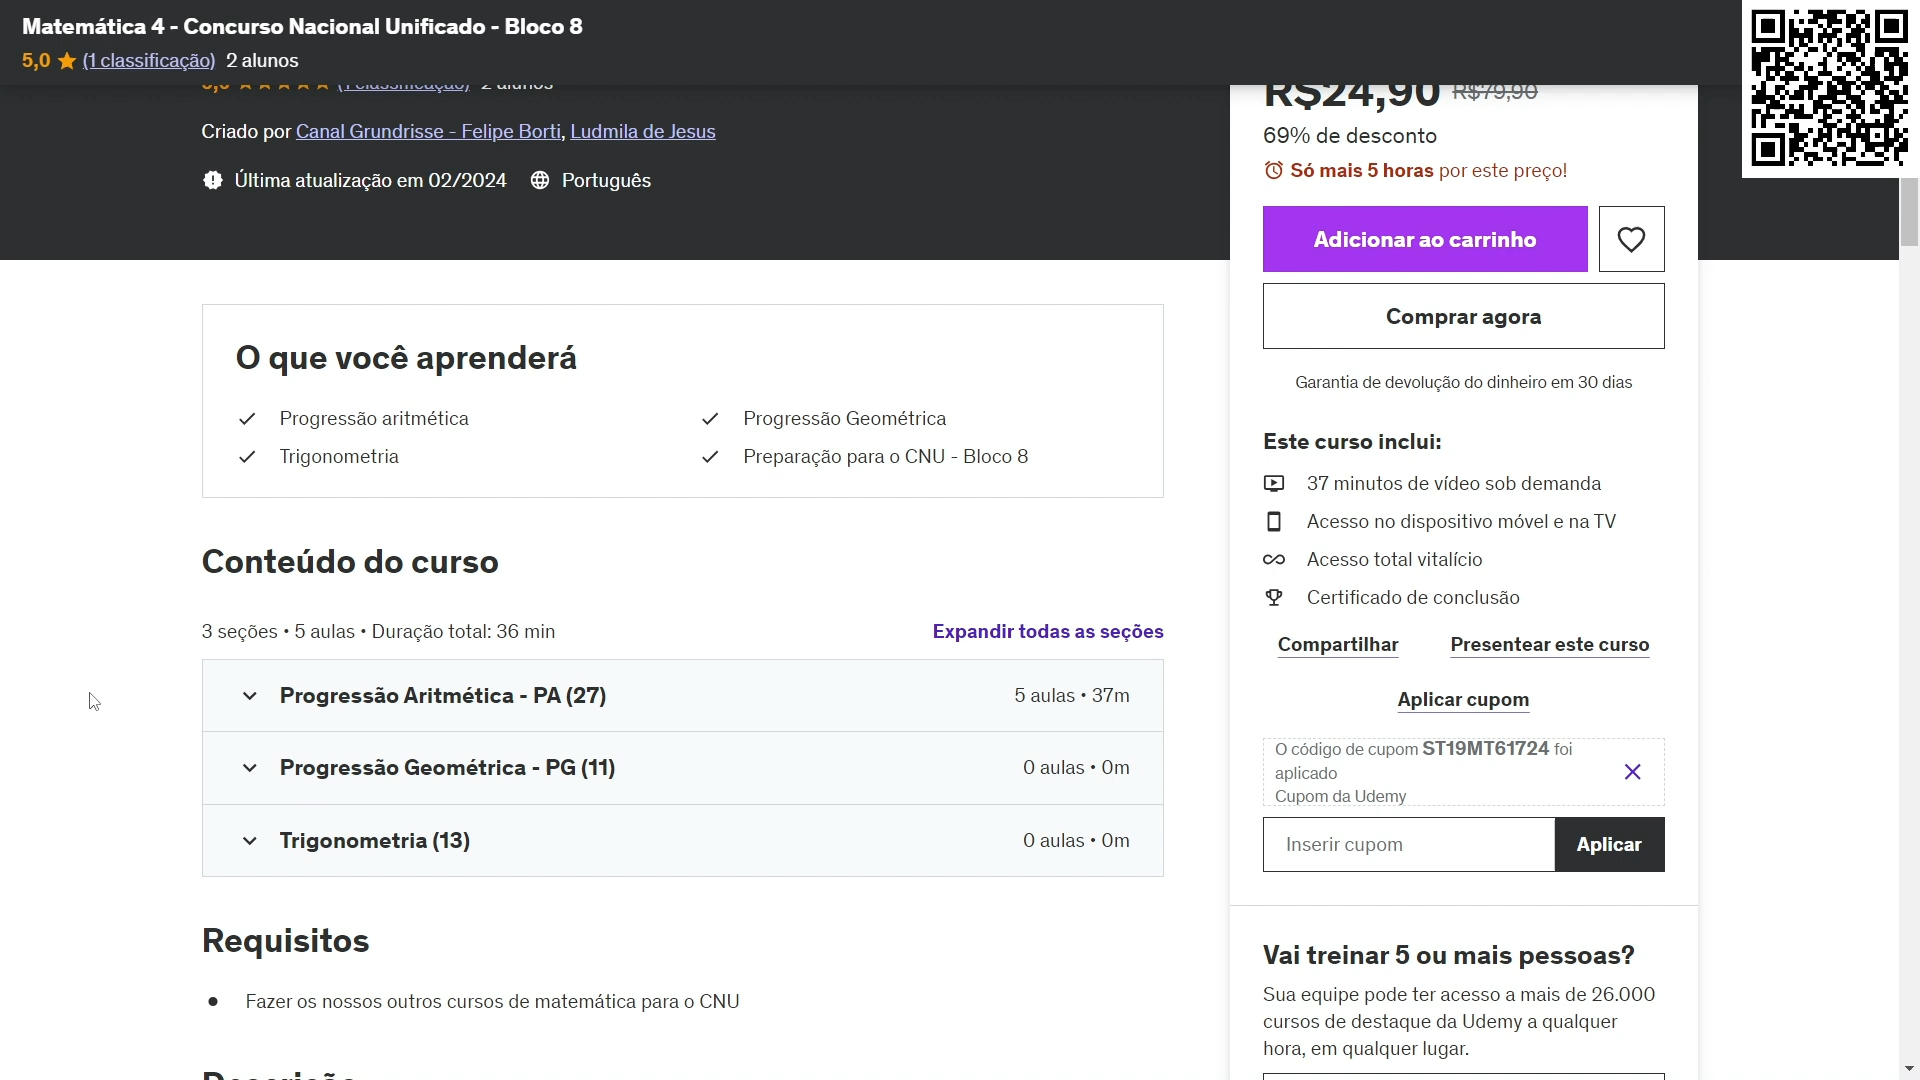 Matemática 4 - Concurso Nacional Unificado - Bloco 8
5,0 (1 classificação) 2 alunos
5,0 (1 classificação) 2 alunos
Criado por Canal Grundrisse - Felipe Borti, Ludmila de Jesus
Última atualização em 02/2024 Português
O que você aprenderá
Progressão aritmética
Progressão Geométrica
Trigonometria
Preparação para o CNU - Bloco 8
Conteúdo do curso
3 seções • 5 aulas • Duração total: 36 min
Expandir todas as seções
Progressão Aritmética - PA (27)
5 aulas • 37m
Progressão Geométrica - PG (11)
0 aulas • 0m
Trigonometria (13)
0 aulas • 0m
Requisitos
Fazer os nossos outros cursos de matemática para o CNU
Descrição
R$24,90 R$79,90
69% de desconto
Só mais 5 horas por este preço!
Adicionar ao carrinho
Comprar agora
Garantia de devolução do dinheiro em 30 dias
Este curso inclui:
37 minutos de vídeo sob demanda
Acesso no dispositivo móvel e na TV
Acesso total vitalício
Certificado de conclusão
Compartilhar
Presentear este curso
Aplicar cupom
O código de cupom ST19MT61724 foi
aplicado
Cupom da Udemy
Inserir cupom
Aplicar
Vai treinar 5 ou mais pessoas?
Sua equipe pode ter acesso a mais de 26.000
cursos de destaque da Udemy a qualquer
hora, em qualquer lugar.